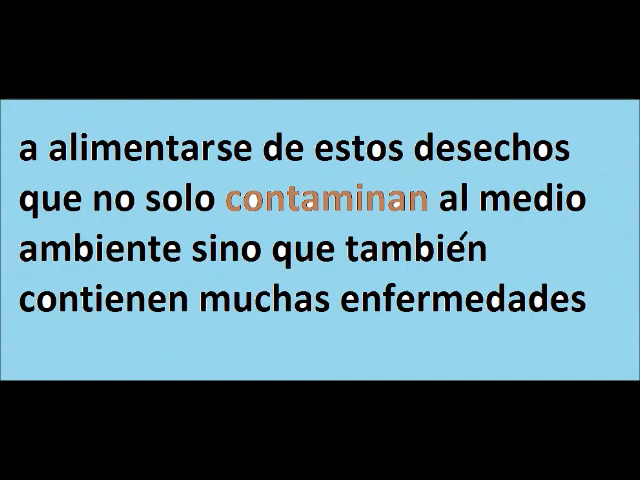 a alimentarse de estos desechos
que no solo contaminan al medio
ambiente sino que también
contienen muchas enfermedades